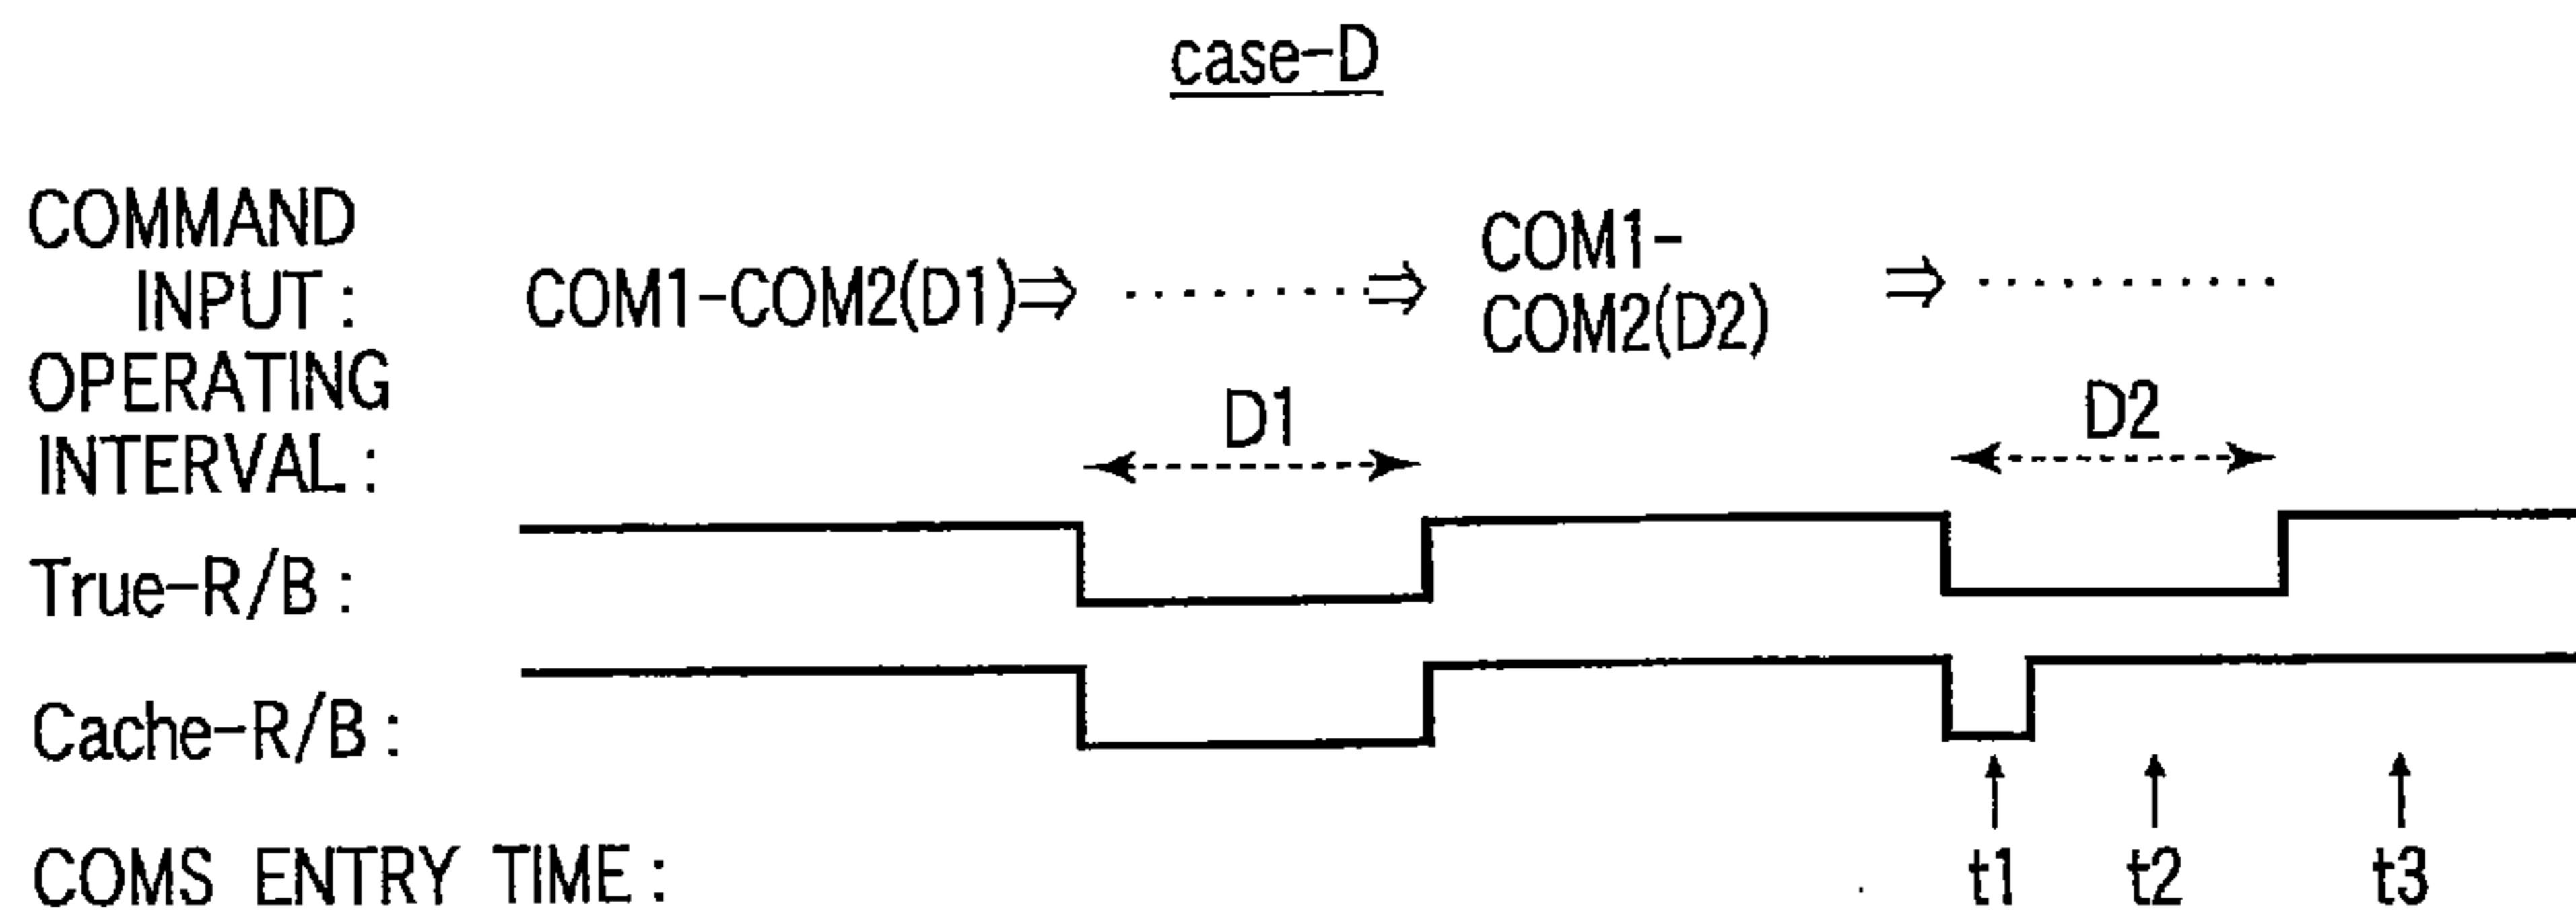 case-D
COMMAND
INPUT :
COM1-COM2(D1)⇒ ········⇒ COM1-
COM2(D2) ⇒ ··········
OPERATING
INTERVAL :
D1
D2
True-R/B :
Cache-R/B :
COMS ENTRY TIME :
t1 t2 t3